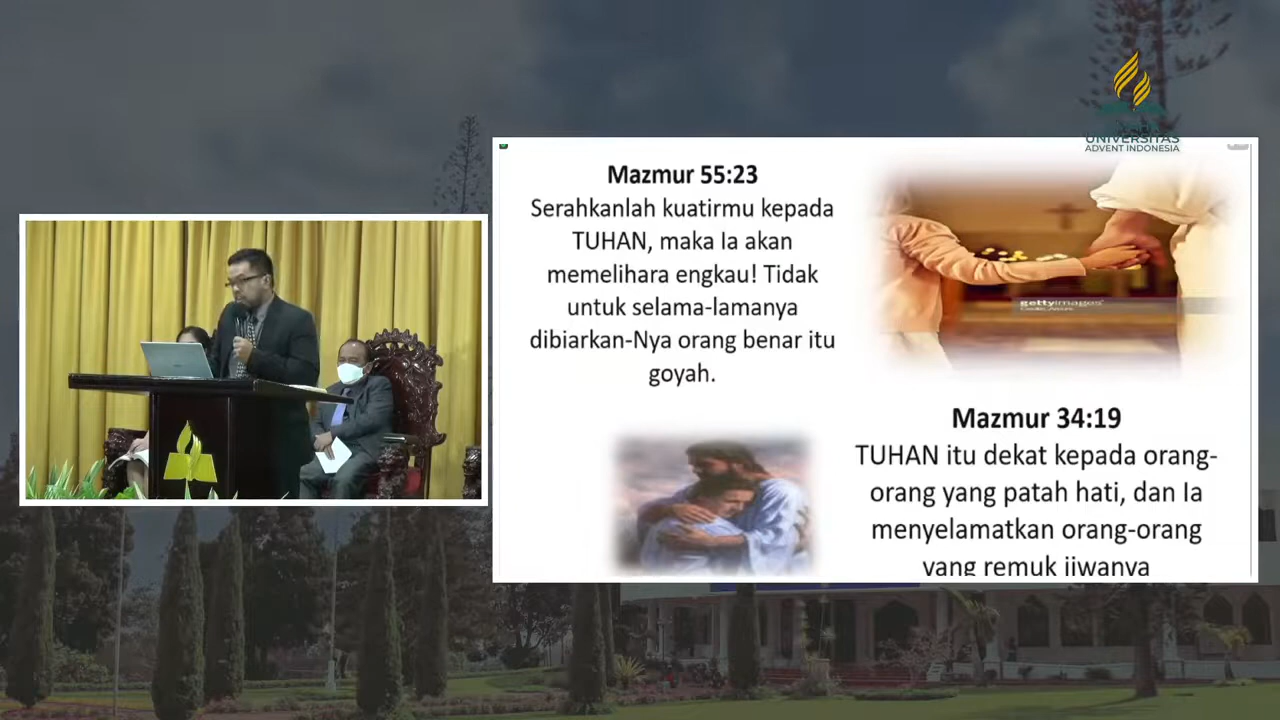 UNIVERSITAS
ADVENT INDONESIA
Mazmur 55:23
Serahkanlah kuatirmu kepada
TUHAN, maka Ia akan
memelihara engkau! Tidak
untuk selama-lamanya
dibiarkan-Nya orang benar itu
goyah.
gettyimages
Mazmur 34:19
TUHAN itu dekat kepada orang-
orang yang patah hati, dan Ia
menyelamatkan orang-orang
yang remuk jiwanya